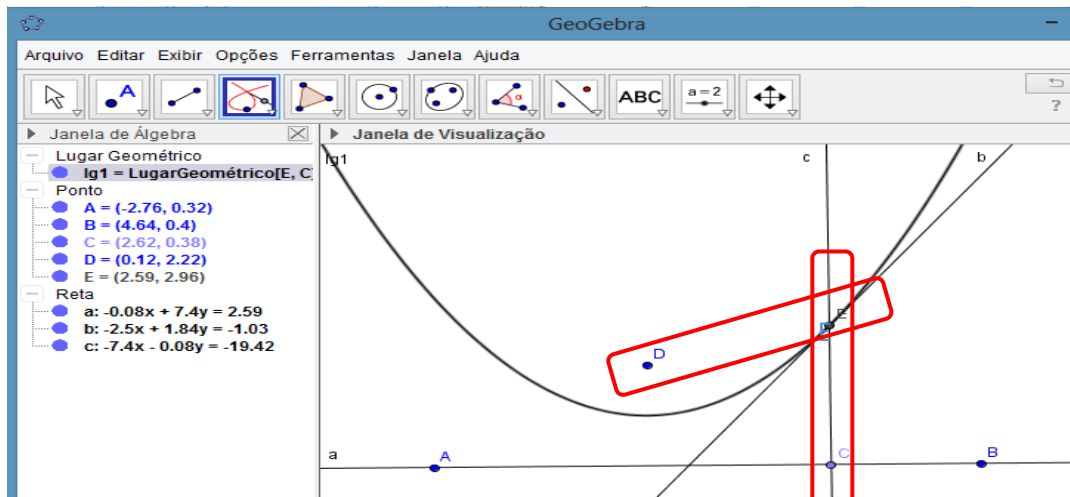 GeoGebra
Arquivo Editar Exibir Opções Ferramentas Janela Ajuda
A
ABC
a = 2
?
Janela de Álgebra
Janela de Visualização
Lugar Geométrico
lg1 = LugarGeométrico[E, C]
Ponto
A = (-2.76, 0.32)
B = (4.64, 0.4)
C = (2.62, 0.38)
D = (0.12, 2.22)
E = (2.59, 2.96)
Reta
a: -0.08x + 7.4y = 2.59
b: -2.5x + 1.84y = -1.03
c: -7.4x - 0.08y = -19.42
lg1
c
b
E
D
a
A
C
B